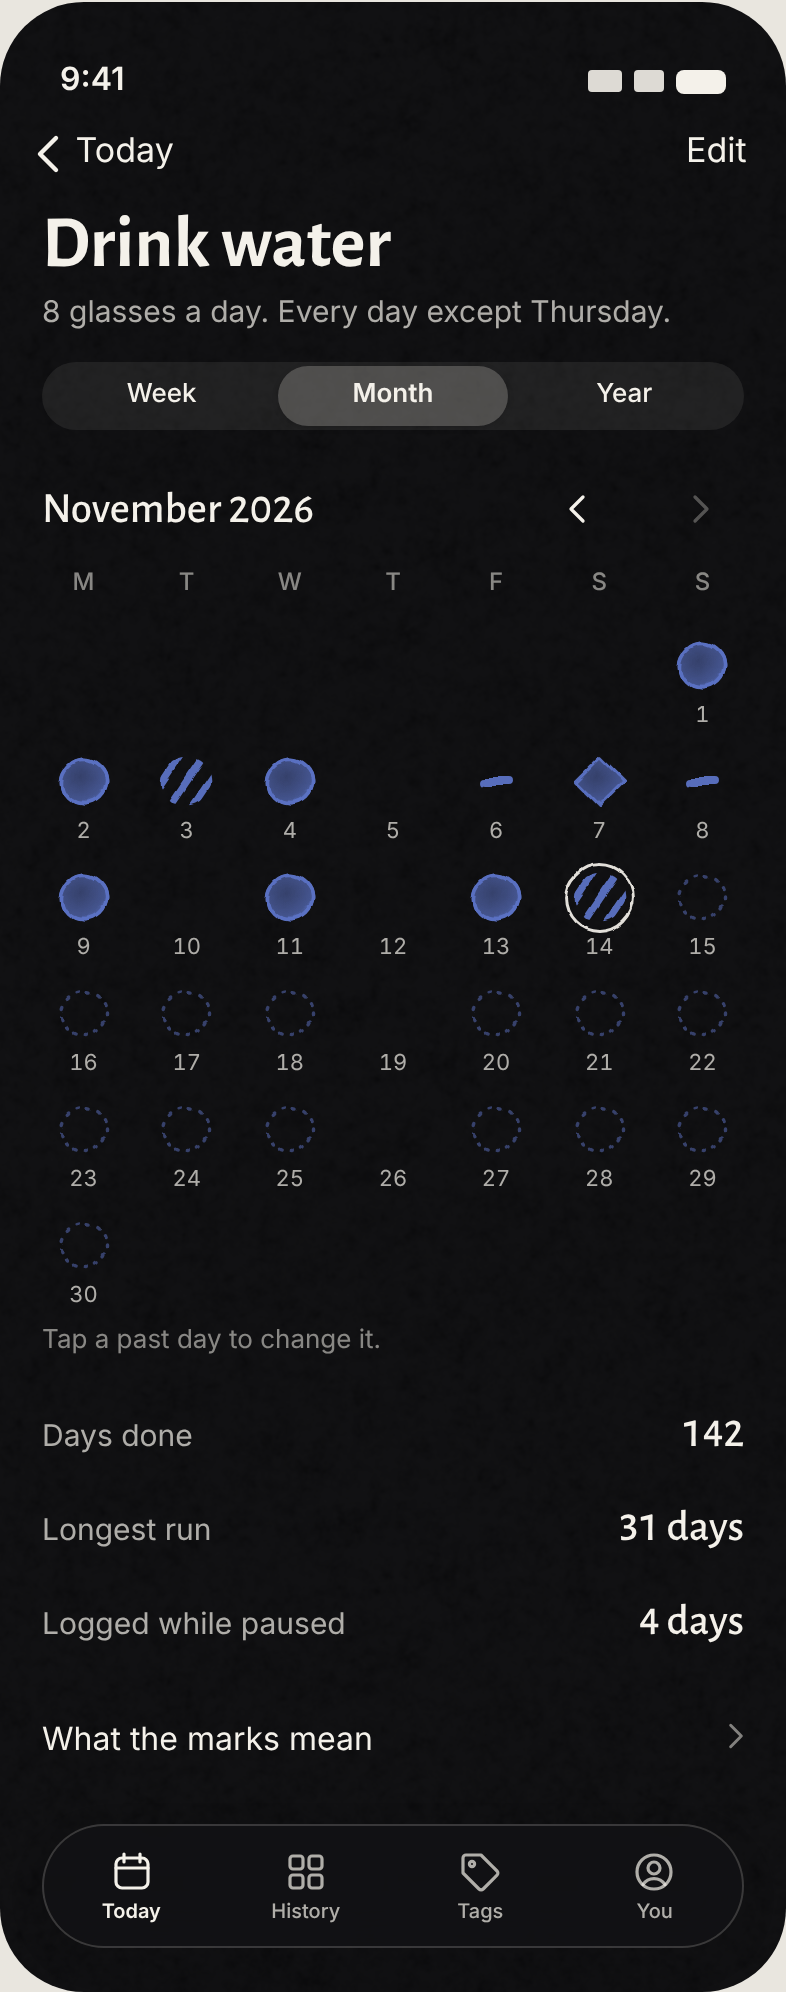 9:41
Today Edit
Drink water
8 glasses a day. Every day except Thursday.
Week Month Year
November 2026
M T W T F S S
1
2 3 4 5 6 7 8
9 10 11 12 13 14 15
16 17 18 19 20 21 22
23 24 25 26 27 28 29
30
Tap a past day to change it.
Days done 142
Longest run 31 days
Logged while paused 4 days
What the marks mean
Today History Tags You